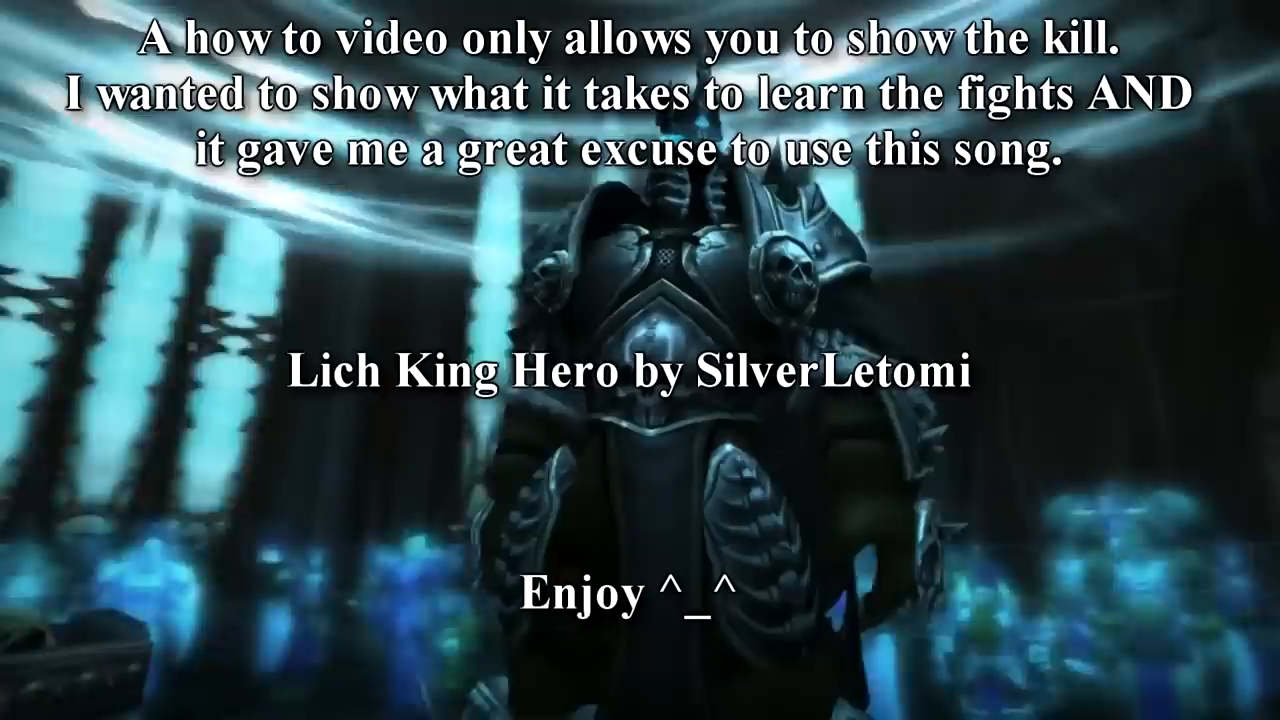 A how to video only allows you to show the kill.
I wanted to show what it takes to learn the fights AND
it gave me a great excuse to use this song.
Lich King Hero by SilverLetomi
Enjoy ^_^